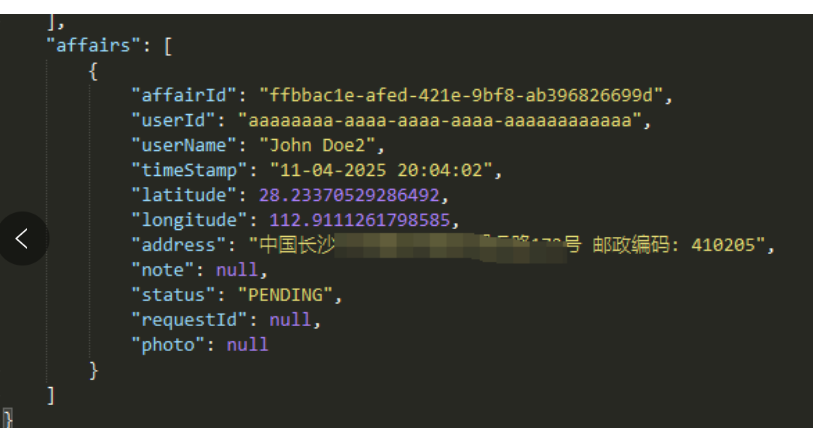 ],
"affairs": [
{
"affairId": "ffbbac1e-afed-421e-9bf8-ab396826699d",
"userId": "aaaaaaaa-aaaa-aaaa-aaaa-aaaaaaaaaaaa",
"userName": "John Doe2",
"timeStamp": "11-04-2025 20:04:02",
"latitude": 28.23370529286492,
"longitude": 112.9111261798585,
"address": "中国长沙 号 邮政编码: 410205",
"note": null,
"status": "PENDING",
"requestId": null,
"photo": null
}
]
}